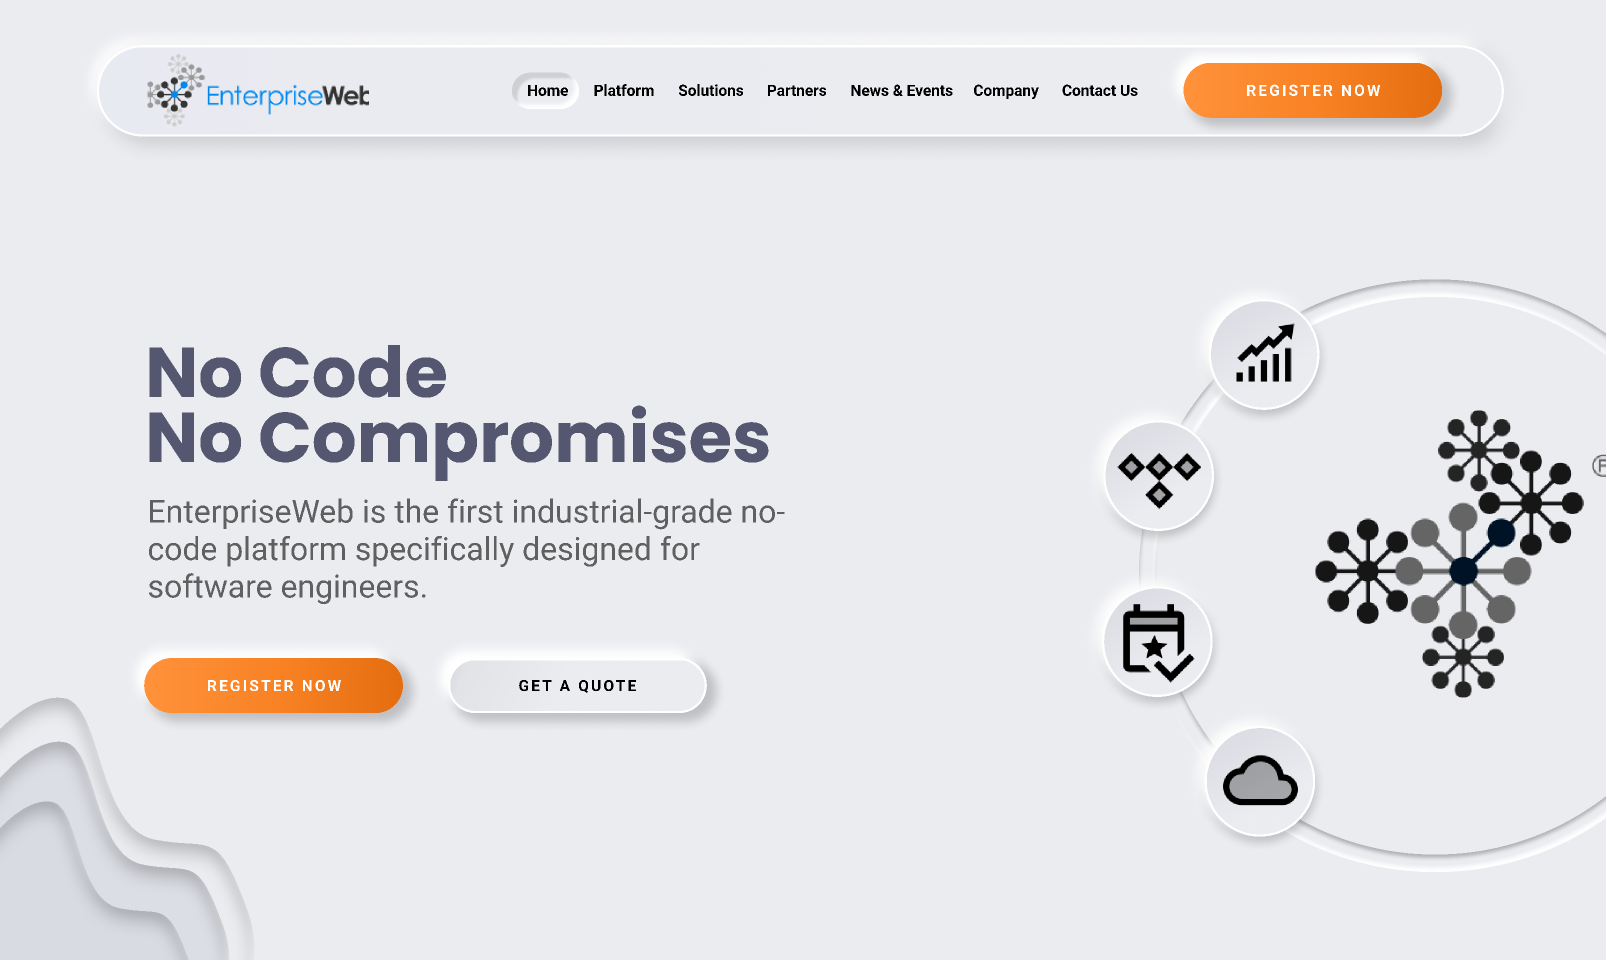 EnterpriseWeb
Home Platform Solutions Partners News & Events Company Contact Us
REGISTER NOW
No Code
No Compromises
EnterpriseWeb is the first industrial-grade no-
code platform specifically designed for
software engineers.
REGISTER NOW
GET A QUOTE
®